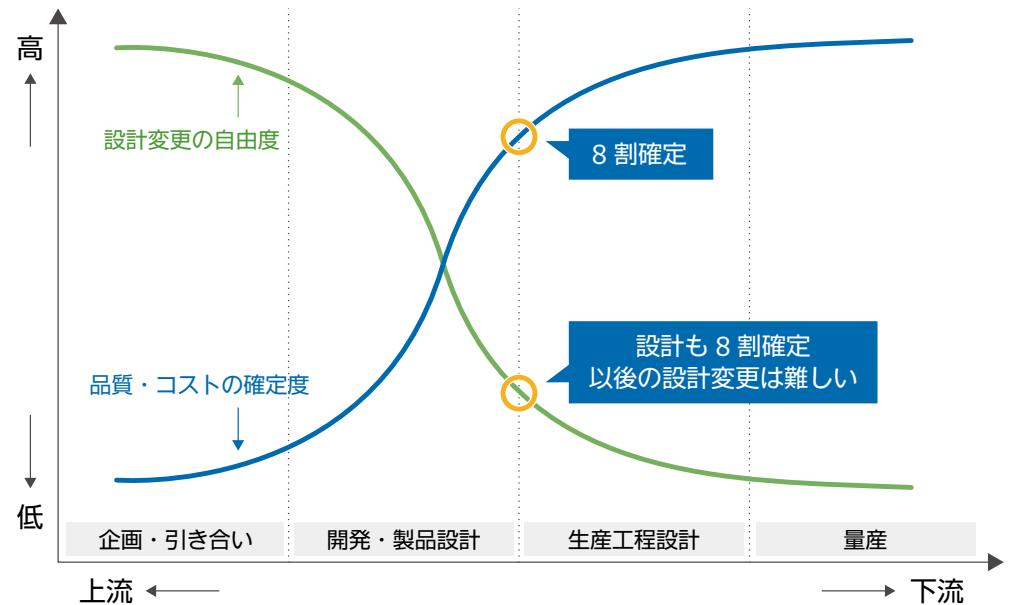 高
設計変更の自由度
8 割確定
設計も 8 割確定
以後の設計変更は難しい
品質・コストの確定度
低
企画・引き合い
開発・製品設計
生産工程設計
量産
上流
下流